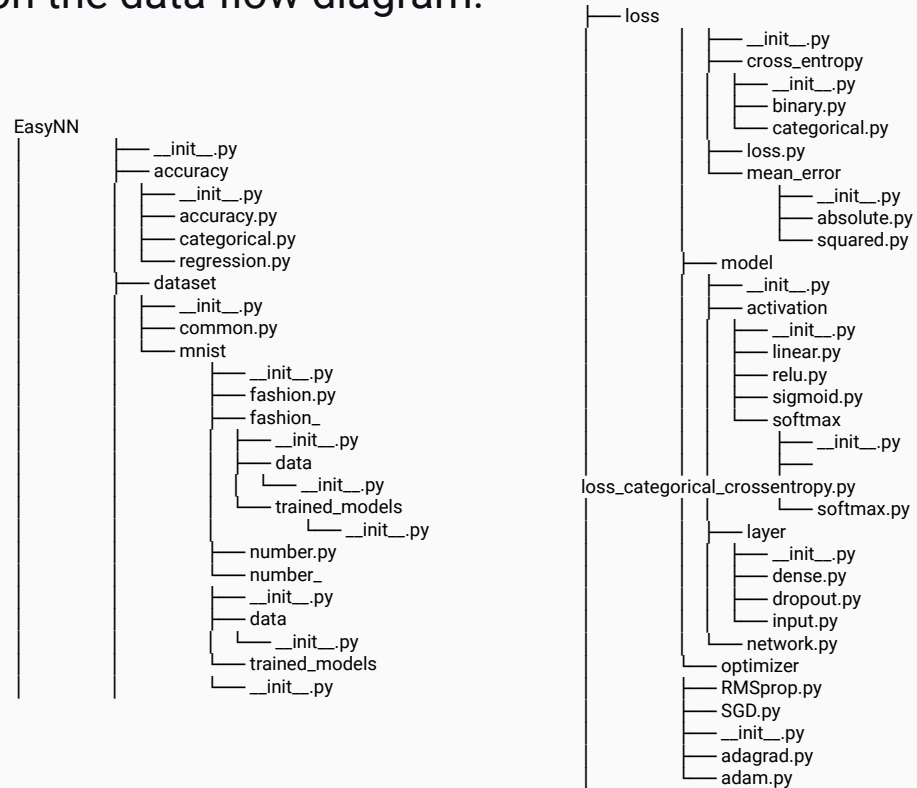 on the data flow diagram.
EasyNN
__init__.py
accuracy
__init__.py
accuracy.py
categorical.py
regression.py
dataset
__init__.py
common.py
mnist
__init__.py
fashion.py
fashion_
__init__.py
data
__init__.py
trained_models
__init__.py
number.py
number_
__init__.py
data
__init__.py
trained_models
__init__.py
loss
__init__.py
cross_entropy
__init__.py
binary.py
categorical.py
loss.py
mean_error
__init__.py
absolute.py
squared.py
model
__init__.py
activation
__init__.py
linear.py
relu.py
sigmoid.py
softmax
__init__.py
loss_categorical_crossentropy.py
softmax.py
layer
__init__.py
dense.py
dropout.py
input.py
network.py
optimizer
RMSprop.py
SGD.py
__init__.py
adagrad.py
adam.py